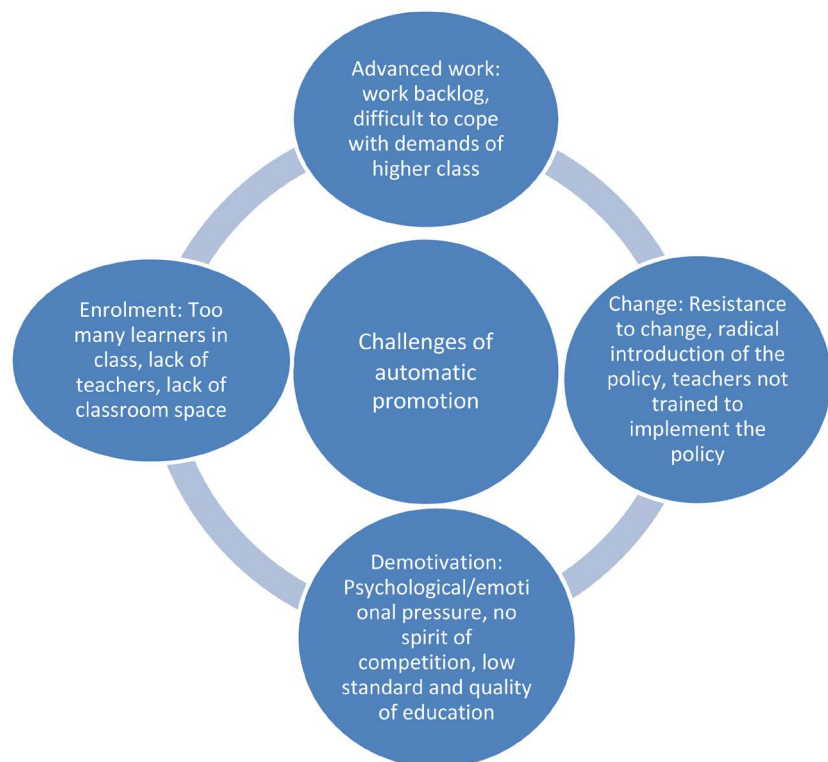 Advanced work:
work backlog,
difficult to cope
with demands of
higher class
Enrolment: Too
many learners in
class, lack of
teachers, lack of
classroom space
Challenges of
automatic
promotion
Change: Resistance
to change, radical
introduction of the
policy, teachers not
trained to
implement the
policy
Demotivation:
Psychological/emoti
onal pressure, no
spirit of
competition, low
standard and quality
of education